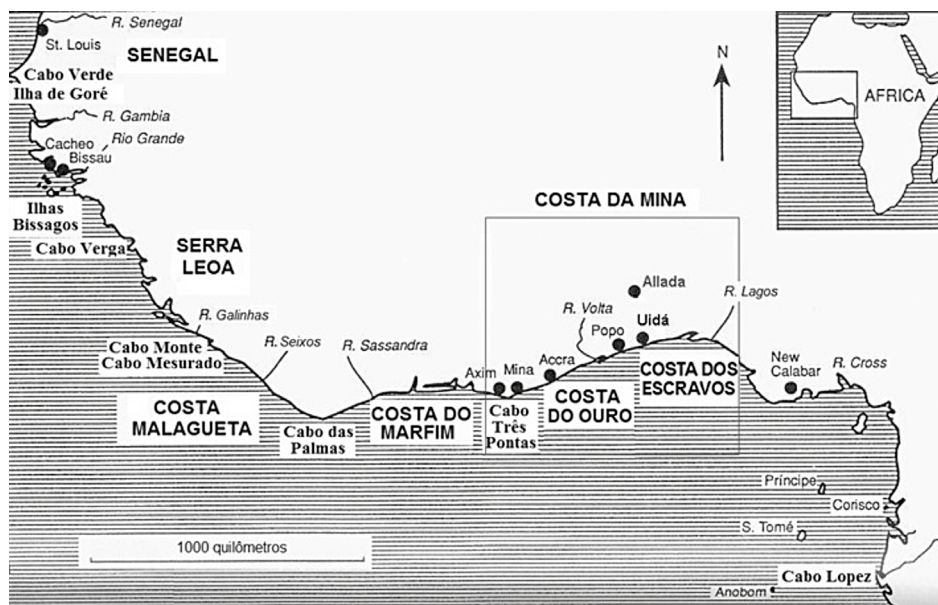 R. Senegal
St. Louis
SENEGAL
Cabo Verde
Ilha de Goré
R. Gambia
Rio Grande
Cacheo
Bissau
Ilhas
Bissagos
Cabo Verga
SERRA
LEOA
R. Galinhas
Cabo Monte
Cabo Mesurado
R. Seixos
COSTA
MALAGUETA
Cabo das
Palmas
R. Sassandra
COSTA DO
MARFIM
COSTA DA MINA
Axim
Mina
Cabo
Três
Pontas
Accra
COSTA
DO OURO
R. Volta
Popo
Allada
Uidá
COSTA DOS
ESCRAVOS
R. Lagos
New
Calabar
R. Cross
Príncipe
Corisco
S. Tomé
Cabo Lopez
Anobom
N
AFRICA
1000 quilômetros